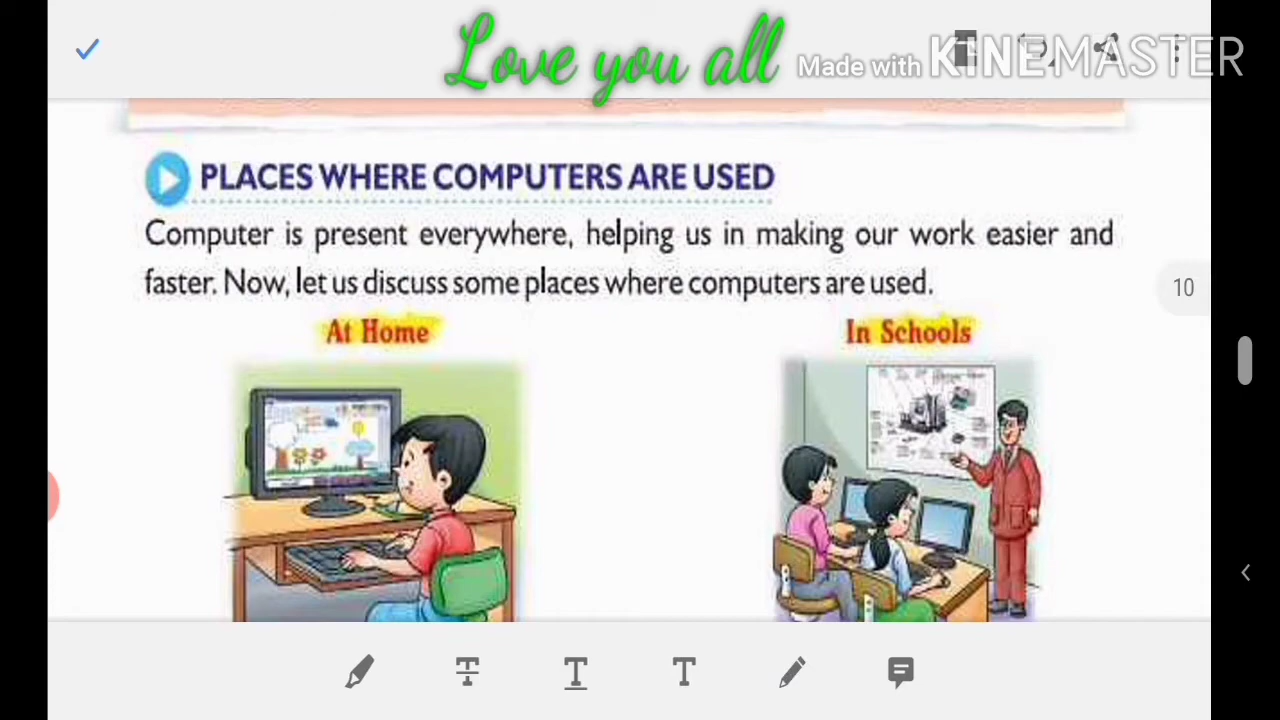 Love you all
Made with KINEMASTER
PLACES WHERE COMPUTERS ARE USED
Computer is present everywhere, helping us in making our work easier and
faster. Now, let us discuss some places where computers are used.
10
At Home
In Schools